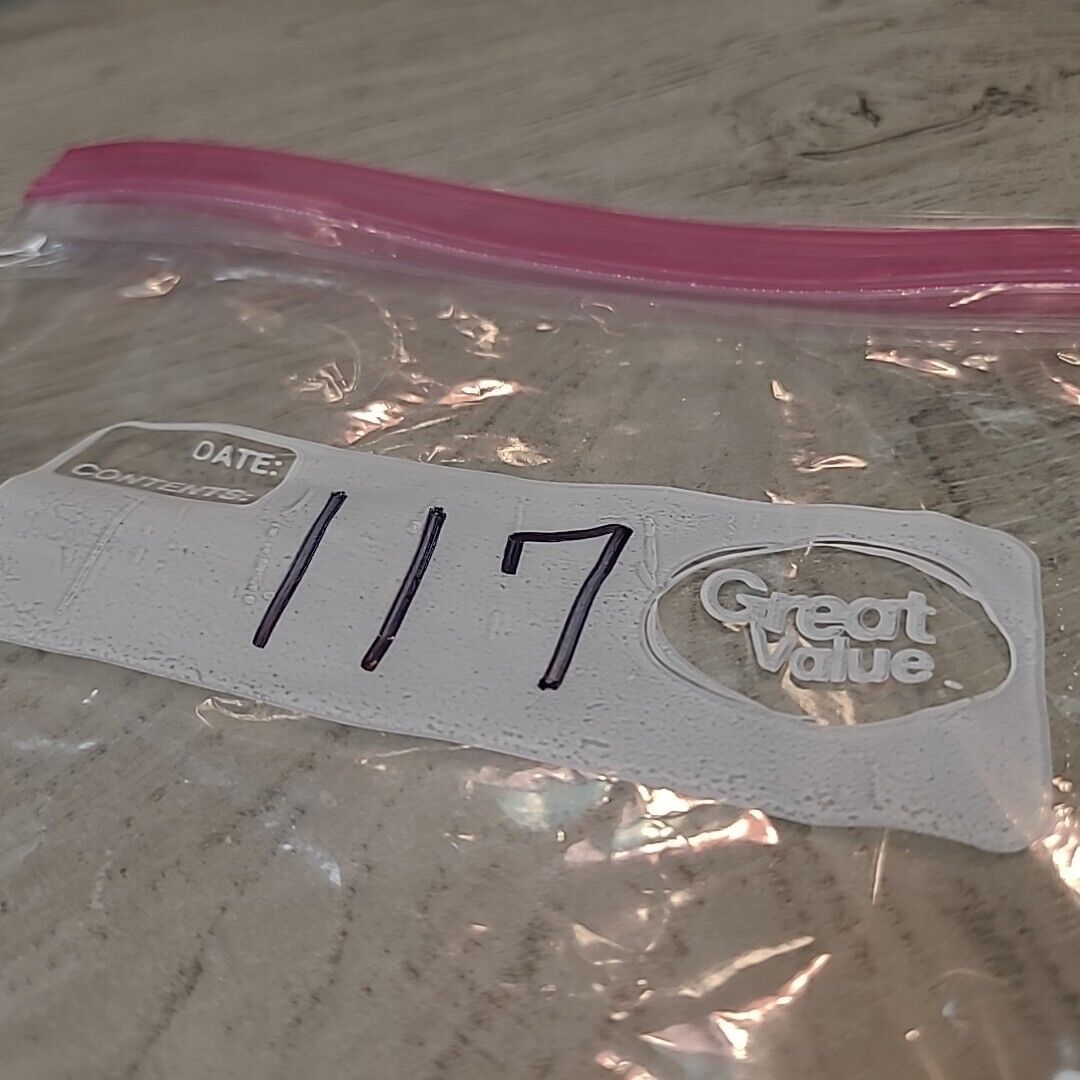 DATE:
CONTENTS:
117
Great
Value